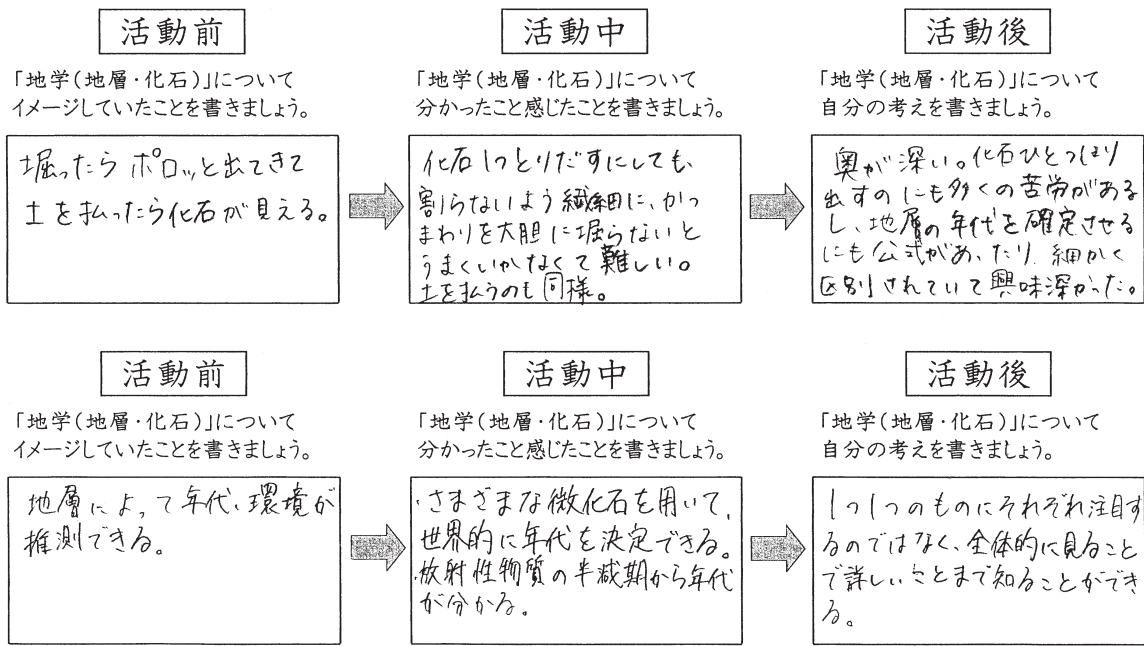 活動前
「地学(地層・化石)」について
イメージしていたことを書きましょう。
堀ったら ポロッと出てきて
土を払ったら化石が見える。
活動中
「地学(地層・化石)」について
分かったこと感じたことを書きましょう。
化石1つとりだすにしても、
割らないよう繊細に、かつ
まわりを大胆に堀らないと
うまくいかなくて難しい。
土を払うのも同様。
活動後
「地学(地層・化石)」について
自分の考えを書きましょう。
奥が深い。化石ひとつほり
出すのにも多くの苦労がある
し、地層の年代を確定させる
にも公式があったり、細かく
区別されていて興味深かった。
活動前
「地学(地層・化石)」について
イメージしていたことを書きましょう。
地層によって年代、環境が
推測できる。
活動中
「地学(地層・化石)」について
分かったこと感じたことを書きましょう。
・さまざまな微化石を用いて、
世界的に年代を決定できる。
・放射性物質の半減期から年代
が分かる。
活動後
「地学(地層・化石)」について
自分の考えを書きましょう。
1つ1つのものにそれぞれ注目す
るのではなく、全体的に見ること
で詳しいことまで知ることができ
る。